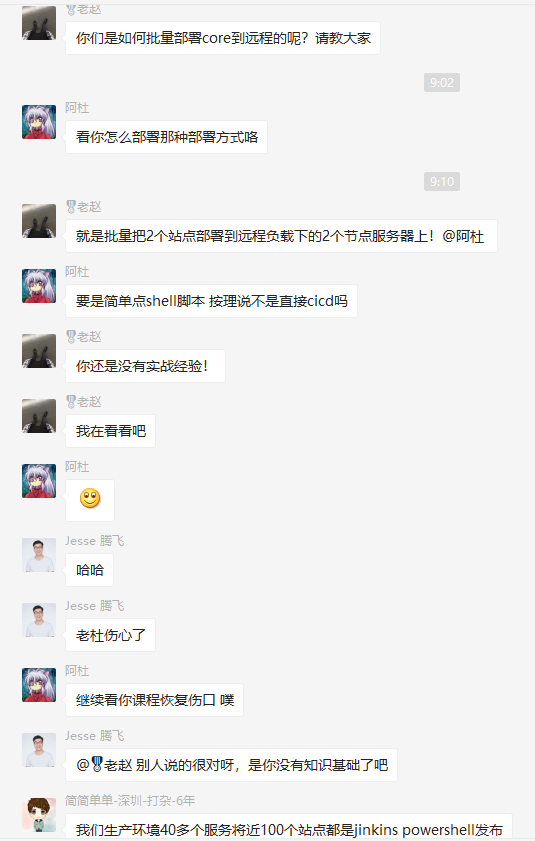 老赵
你们是如何批量部署core到远程的呢？请教大家
9:02
阿杜
看你怎么部署那种部署方式咯
9:10
老赵
就是批量把2个站点部署到远程负载下的2个节点服务器上！@阿杜
阿杜
要是简单点shell脚本 按理说不是直接cicd吗
老赵
你还是没有实战经验！
老赵
我在看看吧
阿杜
Jesse 腾飞
哈哈
Jesse 腾飞
老杜伤心了
阿杜
继续看你课程恢复伤口 噗
Jesse 腾飞
@🎖老赵 别人说的很对呀，是你没有知识基础了吧
简简单单-深圳-打杂-6年
我们生产环境40多个服务将近100个站点都是jinkins powershell发布